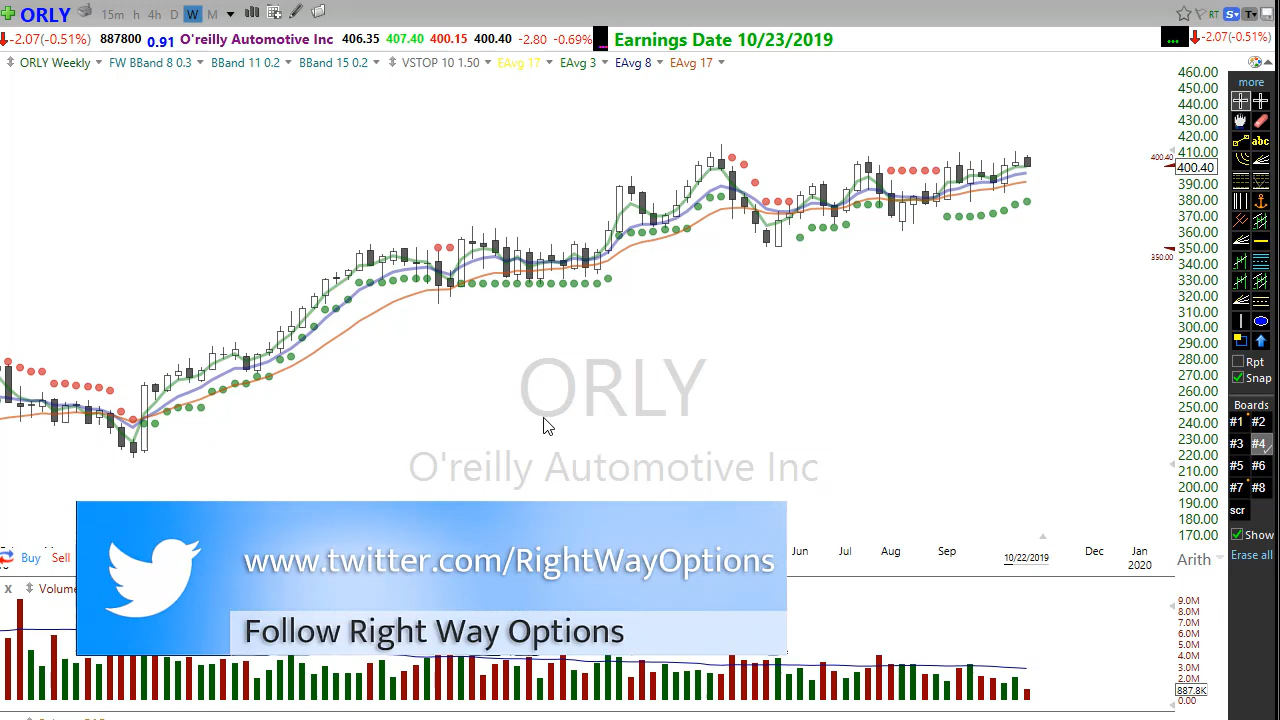 ORLY 15m h 4h D W M RT S T
-2.07(-0.51%) 887800 0.91 O'reilly Automotive Inc 406.35 407.40 400.15 400.40 -2.80 -0.69% Earnings Date 10/23/2019 ... -2.07(-0.51%)
ORLY Weekly FW BBand 8 0.3 BBand 11 0.2 BBand 15 0.2 VSTOP 10 1.50 EAvg 17 EAvg 3 EAvg 8 EAvg 17
460.00
450.00
440.00
430.00
420.00
410.00
400.40
400.40
390.00
380.00
370.00
360.00
350.00
350.00
340.00
330.00
320.00
310.00
300.00
290.00
280.00
270.00
260.00
250.00
240.00
230.00
220.00
210.00
200.00
190.00
180.00
170.00
more
abc
Rpt
Snap
Boards
#1 #2
#3 #4
#5 #6
#7 #8
scr
Show
Erase all
ORLY
O'reilly Automotive Inc
Buy Sell
Jun Jul Aug Sep 10/22/2019 Dec Jan
2020
Arith
www.twitter.com/RightWayOptions
Follow Right Way Options
X Volume
9.0M
8.0M
7.0M
6.0M
5.0M
4.0M
3.0M
2.0M
887.8K
0.00